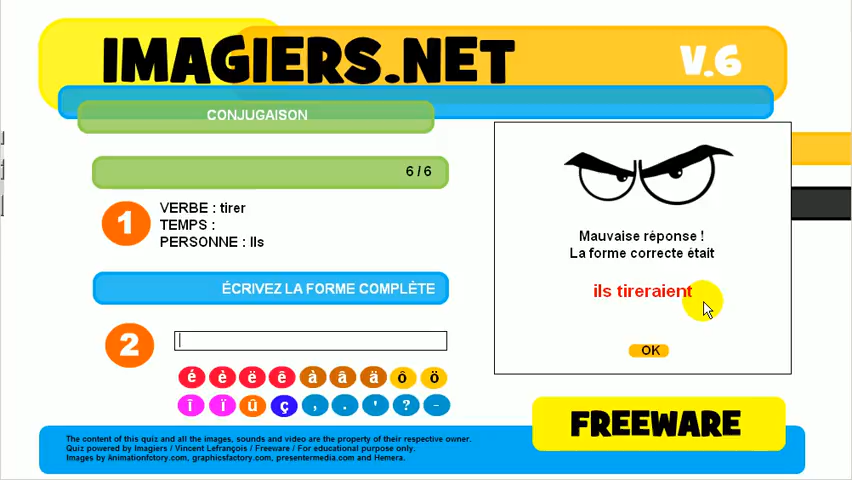 IMAGIERS.NET
V.6
CONJUGAISON
6 / 6
1
VERBE : tirer
TEMPS :
PERSONNE : Ils
ÉCRIVEZ LA FORME COMPLÈTE
2
é è ë ê à â ä ô ö
î ï û ç , . ' ? -
Mauvaise réponse !
La forme correcte était
ils tireraient
OK
FREEWARE
The content of this quiz and all the images, sounds and video are the property of their respective owner.
Quiz powered by Imagiers / Vincent Lefrançois / Freeware / For educational purpose only.
Images by Animationfctory.com, graphicsfactory.com, presentermedia.com and Hemera.